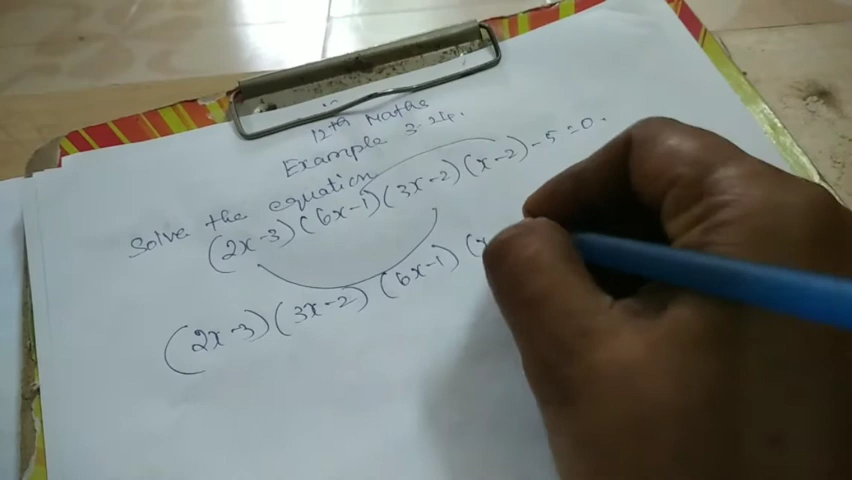 12th Maths
Example 3.24.
Solve the equation
(2x-3)(6x-1)(3x-2)(x-2)-5=0.
(2x-3)(3x-2)(6x-1)(x